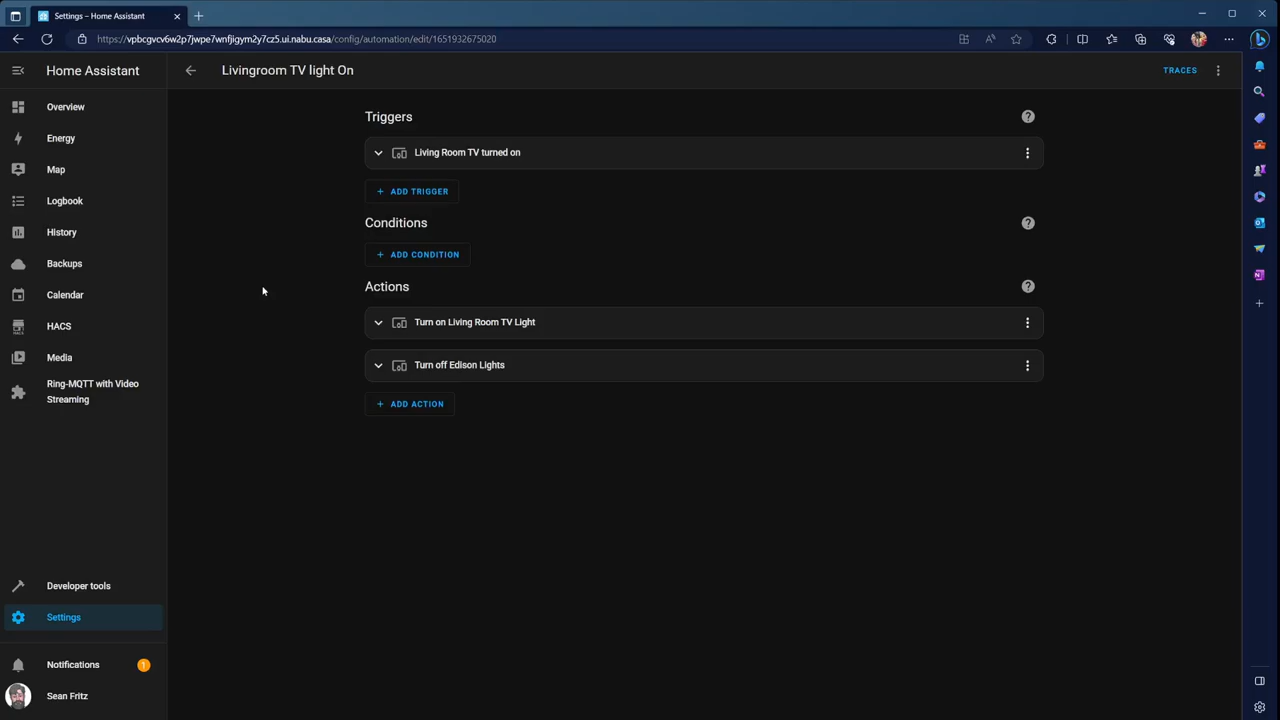 Settings – Home Assistant
https://vpbcgvcv6w2p7jwpe7wnfjigym2y7cz5.ui.nabu.casa/config/automation/edit/1651932675020
Home Assistant
Livingroom TV light On
TRACES
Overview
Energy
Map
Logbook
History
Backups
Calendar
HACS
Media
Ring-MQTT with Video
Streaming
Developer tools
Settings
Notifications
1
Sean Fritz
Triggers
Living Room TV turned on
+ ADD TRIGGER
Conditions
+ ADD CONDITION
Actions
Turn on Living Room TV Light
Turn off Edison Lights
+ ADD ACTION